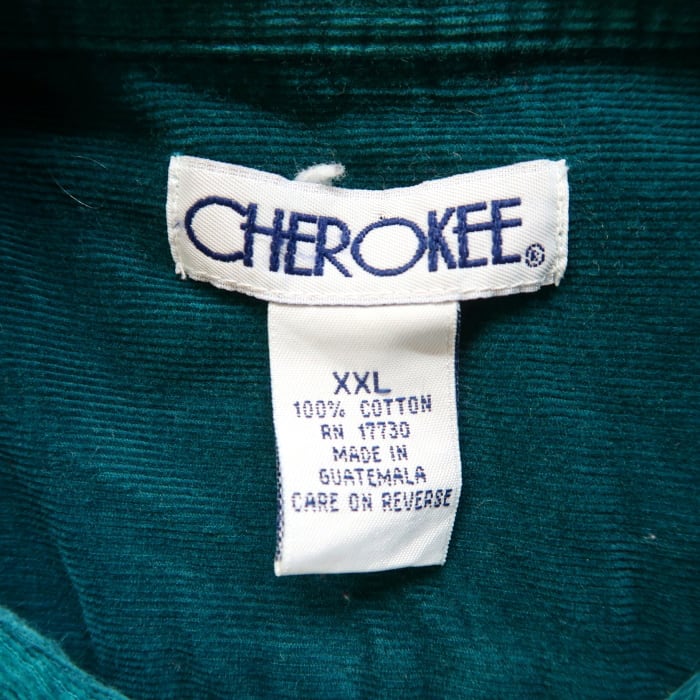 CHEROKEE®
XXL
100% COTTON
RN 17730
MADE IN
GUATEMALA
CARE ON REVERSE